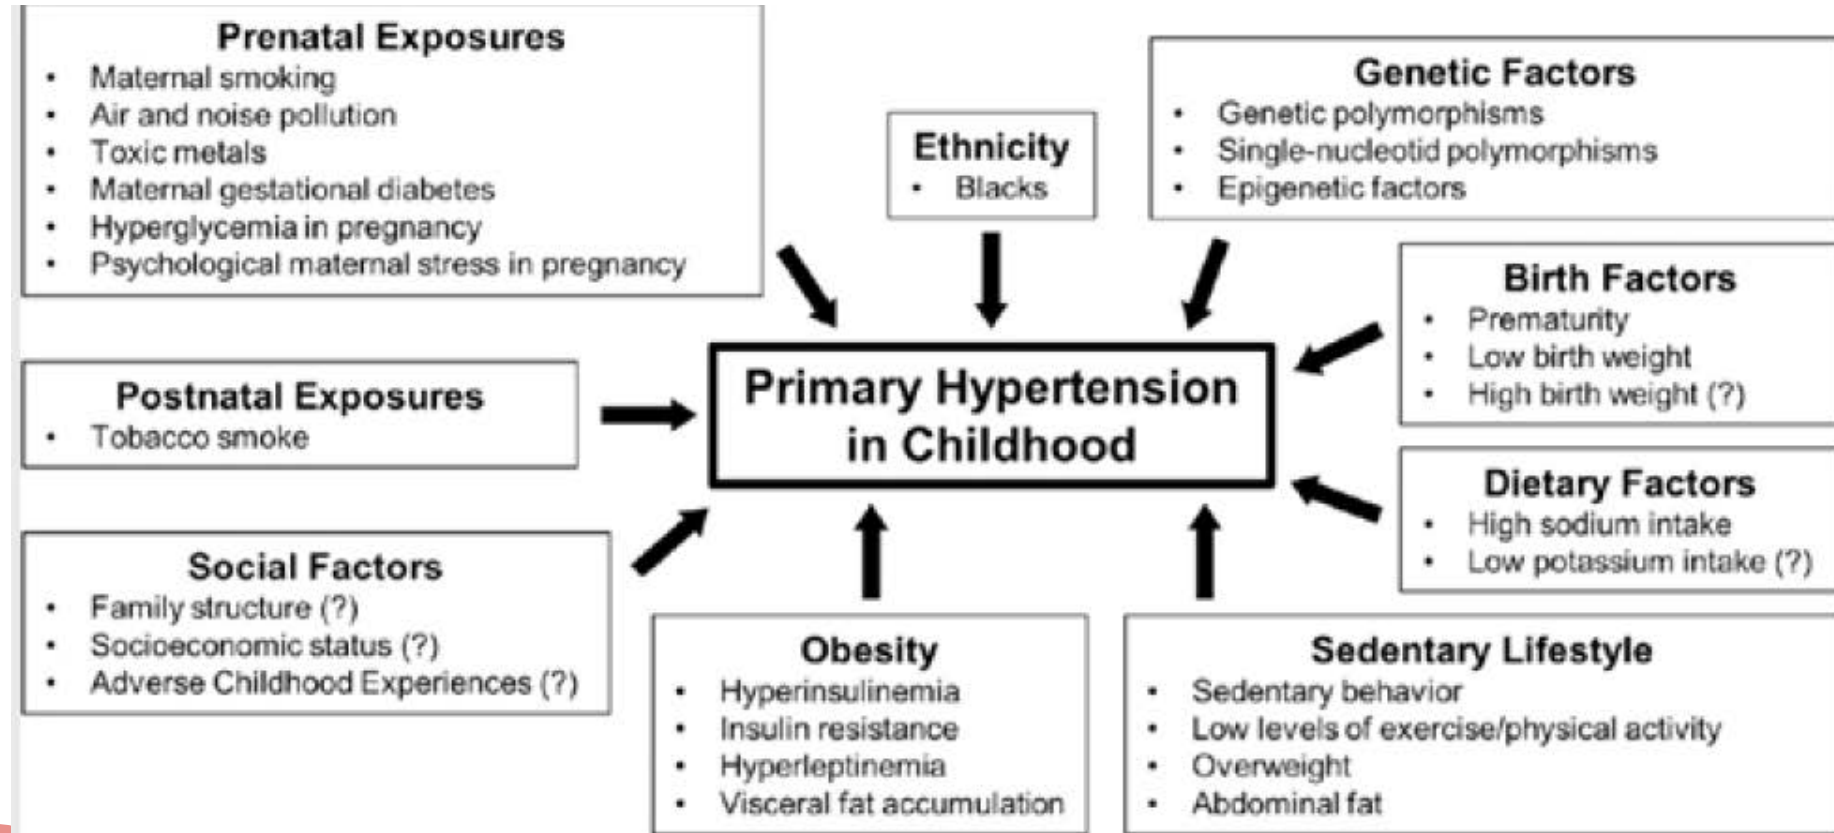 Prenatal Exposures
• Maternal smoking
• Air and noise pollution
• Toxic metals
• Maternal gestational diabetes
• Hyperglycemia in pregnancy
• Psychological maternal stress in pregnancy
Ethnicity
• Blacks
Genetic Factors
• Genetic polymorphisms
• Single-nucleotid polymorphisms
• Epigenetic factors
Birth Factors
• Prematurity
• Low birth weight
• High birth weight (?)
Postnatal Exposures
• Tobacco smoke
Primary Hypertension
in Childhood
Dietary Factors
• High sodium intake
• Low potassium intake (?)
Social Factors
• Family structure (?)
• Socioeconomic status (?)
• Adverse Childhood Experiences (?)
Obesity
• Hyperinsulinemia
• Insulin resistance
• Hyperleptinemia
• Visceral fat accumulation
Sedentary Lifestyle
• Sedentary behavior
• Low levels of exercise/physical activity
• Overweight
• Abdominal fat